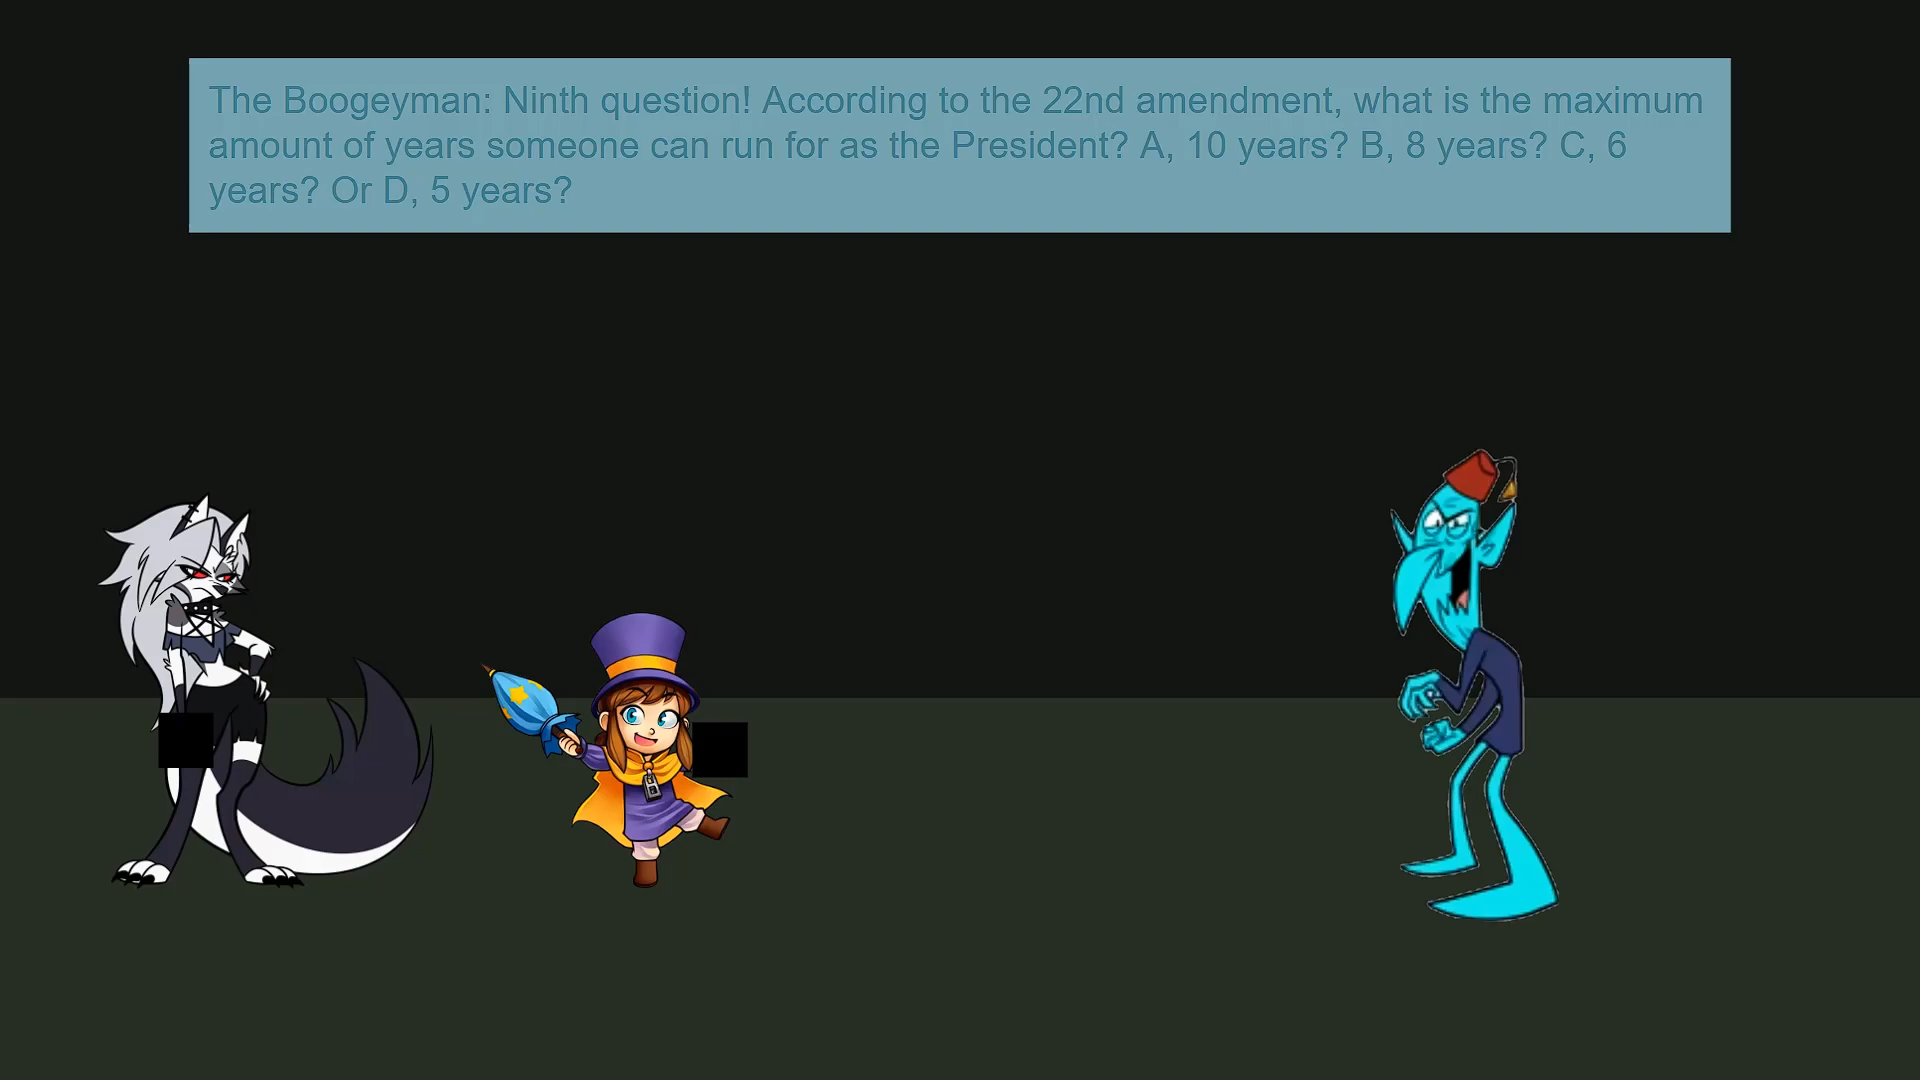 The Boogeyman: Ninth question! According to the 22nd amendment, what is the maximum
amount of years someone can run for as the President? A, 10 years? B, 8 years? C, 6
years? Or D, 5 years?